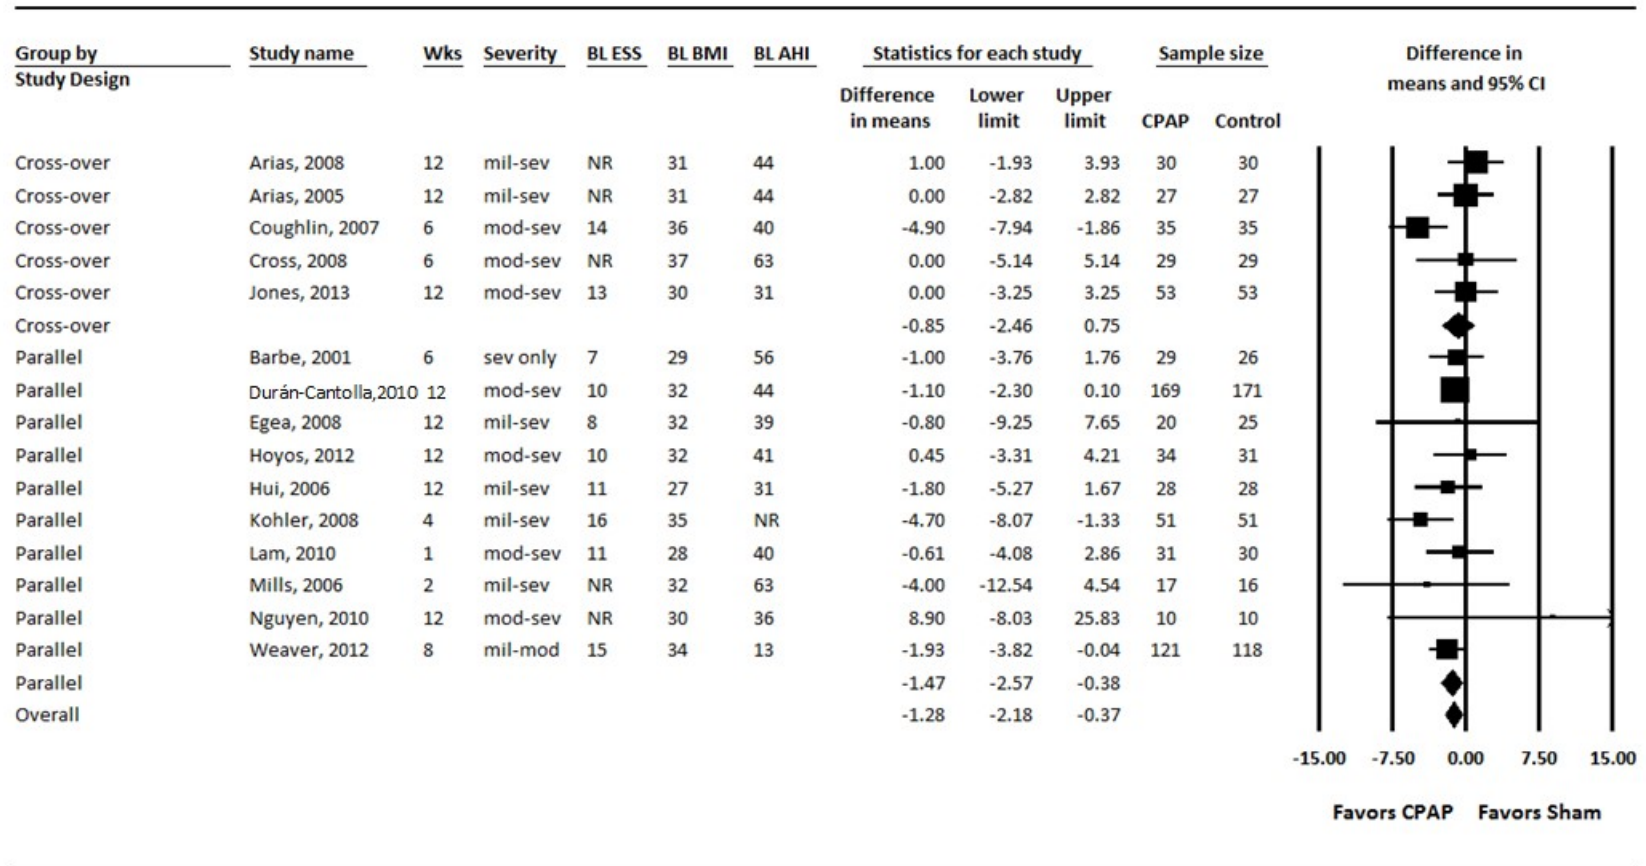 Group by Study name Wks Severity BL ESS BL BMI BL AHI Statistics for each study Sample size Difference in
Study Design means and 95% CI
Difference Lower Upper
in means limit limit CPAP Control
Cross-over Arias, 2008 12 mil-sev NR 31 44 1.00 -1.93 3.93 30 30
Cross-over Arias, 2005 12 mil-sev NR 31 44 0.00 -2.82 2.82 27 27
Cross-over Coughlin, 2007 6 mod-sev 14 36 40 -4.90 -7.94 -1.86 35 35
Cross-over Cross, 2008 6 mod-sev NR 37 63 0.00 -5.14 5.14 29 29
Cross-over Jones, 2013 12 mod-sev 13 30 31 0.00 -3.25 3.25 53 53
Cross-over -0.85 -2.46 0.75
Parallel Barbe, 2001 6 sev only 7 29 56 -1.00 -3.76 1.76 29 26
Parallel Durán-Cantolla,2010 12 mod-sev 10 32 44 -1.10 -2.30 0.10 169 171
Parallel Egea, 2008 12 mil-sev 8 32 39 -0.80 -9.25 7.65 20 25
Parallel Hoyos, 2012 12 mod-sev 10 32 41 0.45 -3.31 4.21 34 31
Parallel Hui, 2006 12 mil-sev 11 27 31 -1.80 -5.27 1.67 28 28
Parallel Kohler, 2008 4 mil-sev 16 35 NR -4.70 -8.07 -1.33 51 51
Parallel Lam, 2010 1 mod-sev 11 28 40 -0.61 -4.08 2.86 31 30
Parallel Mills, 2006 2 mil-sev NR 32 63 -4.00 -12.54 4.54 17 16
Parallel Nguyen, 2010 12 mod-sev NR 30 36 8.90 -8.03 25.83 10 10
Parallel Weaver, 2012 8 mil-mod 15 34 13 -1.93 -3.82 -0.04 121 118
Parallel -1.47 -2.57 -0.38
Overall -1.28 -2.18 -0.37
-15.00 -7.50 0.00 7.50 15.00
Favors CPAP Favors Sham